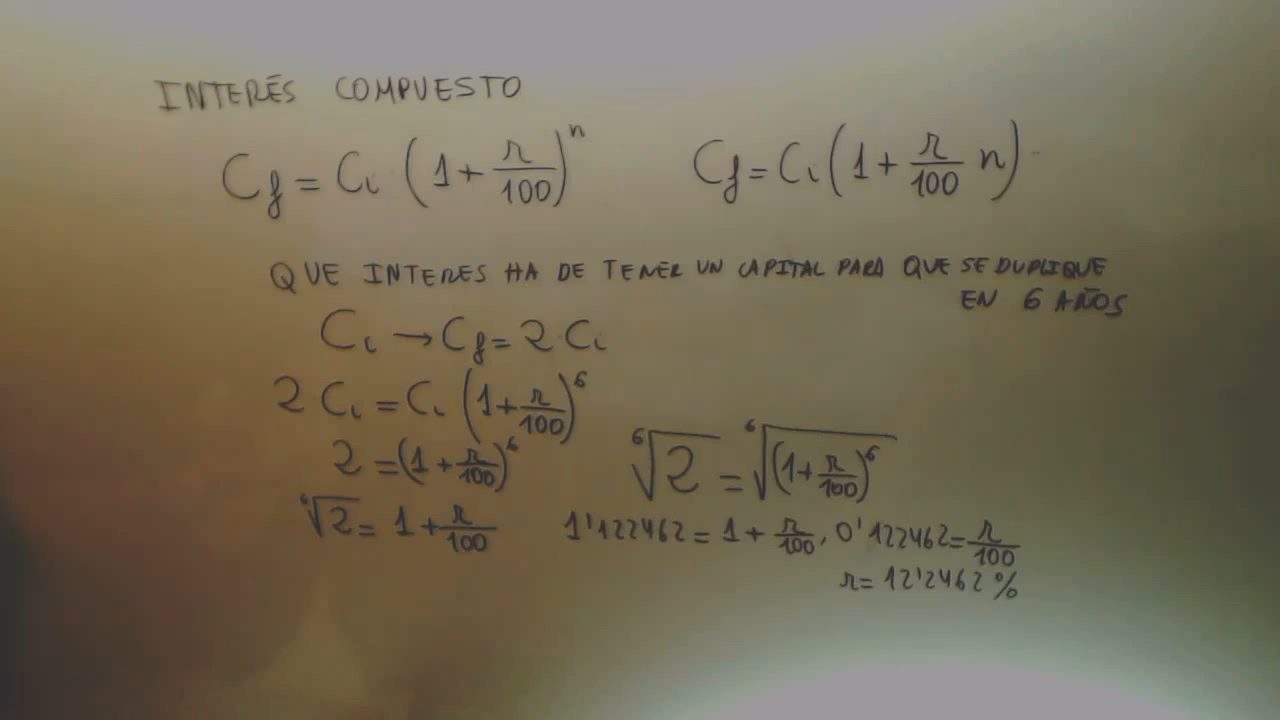 INTERÉS COMPUESTO
Cf = Ci (1 + r/100)^n
Cf = Ci (1 + r/100 n)
QUE INTERES HA DE TENER UN CAPITAL PARA QUE SE DUPLIQUE
EN 6 AÑOS
Ci → Cf = 2 Ci
2 Ci = Ci (1 + r/100)^6
2 = (1 + r/100)^6
⁶√2 = ⁶√(1 + r/100)^6
⁶√2 = 1 + r/100
1'122462 = 1 + r/100, 0'122462 = r/100
r = 12'2462 %